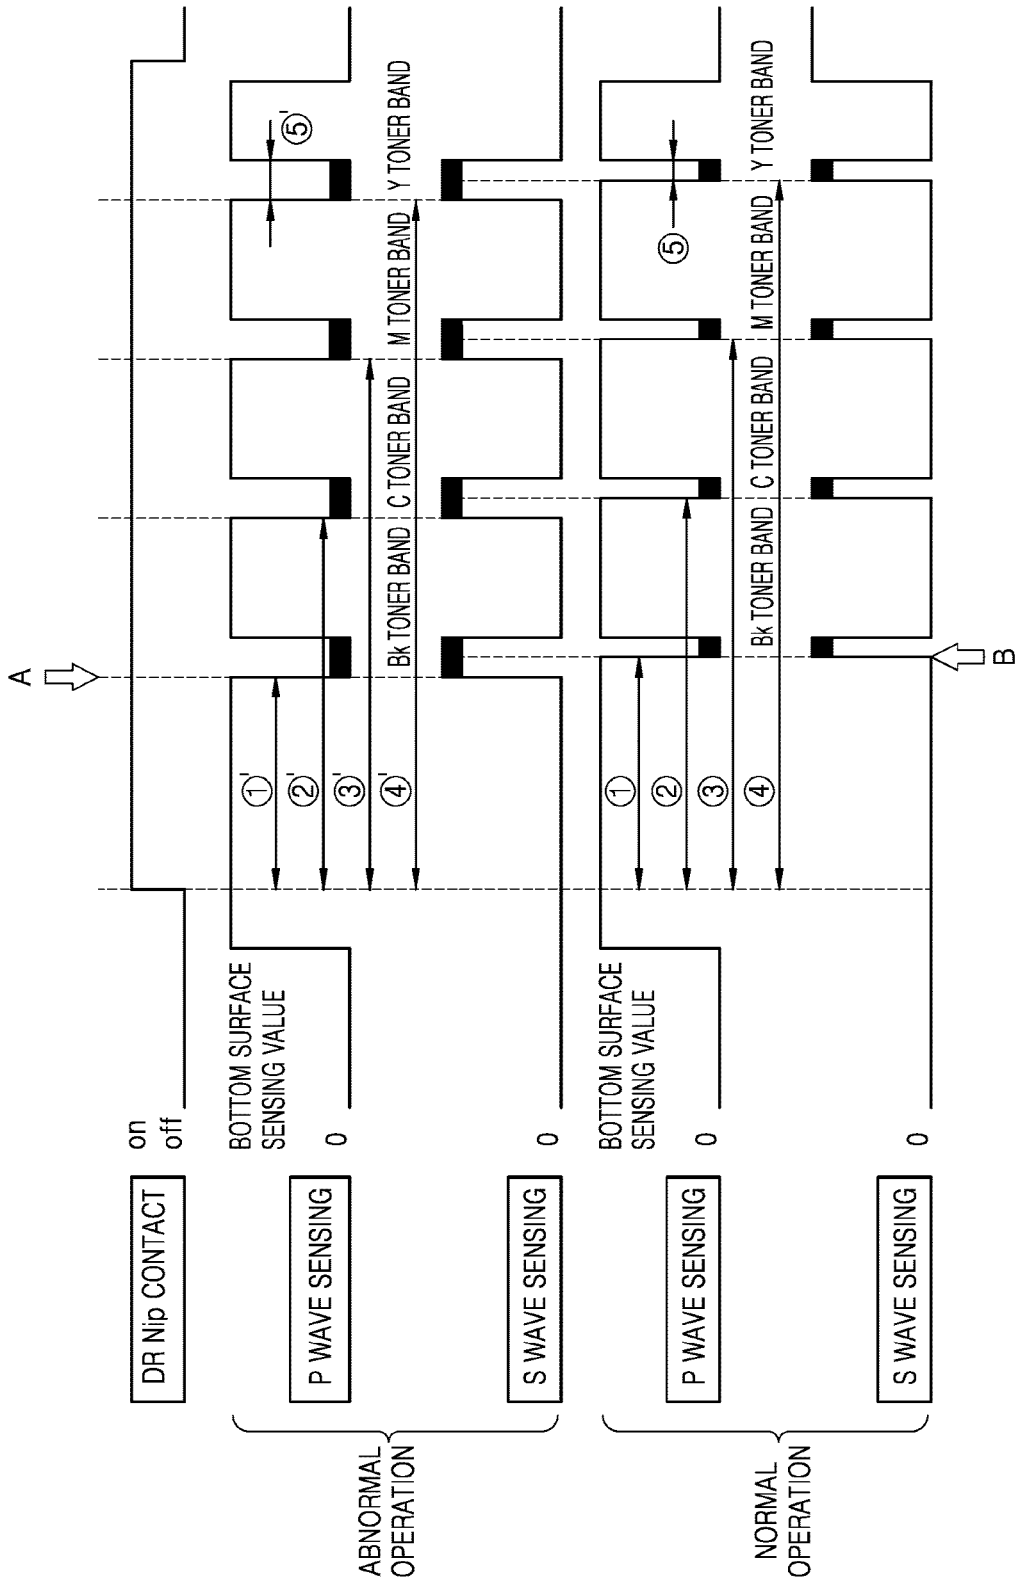 DR Nip CONTACT
on
off
A
ABNORMAL
OPERATION
P WAVE SENSING
BOTTOM SURFACE
SENSING VALUE
0
①'
②'
③'
④'
⑤'
Bk TONER BAND
C TONER BAND
M TONER BAND
Y TONER BAND
S WAVE SENSING
0
NORMAL
OPERATION
P WAVE SENSING
BOTTOM SURFACE
SENSING VALUE
0
①
②
③
④
⑤
Bk TONER BAND
C TONER BAND
M TONER BAND
Y TONER BAND
S WAVE SENSING
0
B